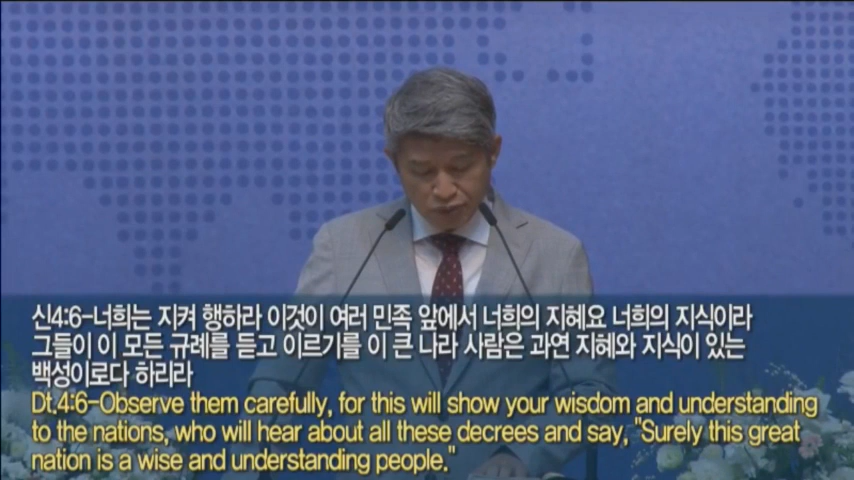 신4:6-너희는 지켜 행하라 이것이 여러 민족 앞에서 너희의 지혜요 너희의 지식이라
그들이 이 모든 규례를 듣고 이르기를 이 큰 나라 사람은 과연 지혜와 지식이 있는
백성이로다 하리라
Dt.4:6-Observe them carefully, for this will show your wisdom and understanding
to the nations, who will hear about all these decrees and say, "Surely this great
nation is a wise and understanding people."